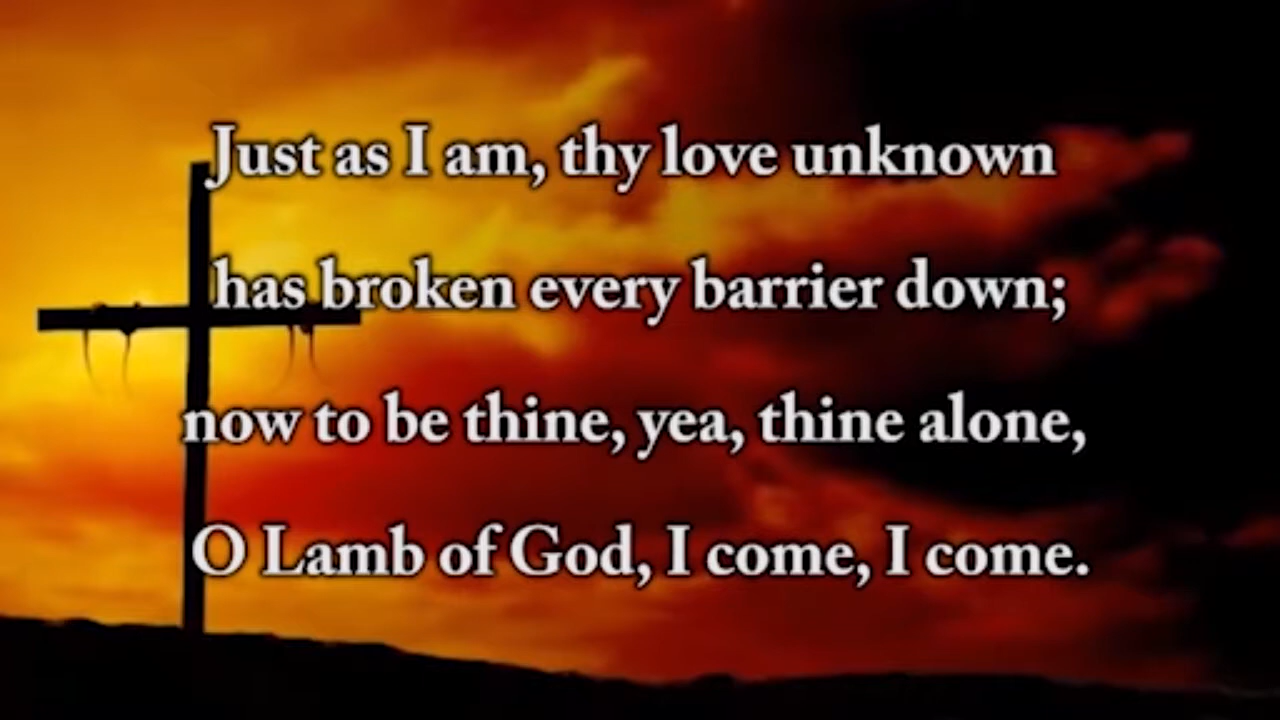 Just as I am, thy love unknown
has broken every barrier down;
now to be thine, yea, thine alone,
O Lamb of God, I come, I come.